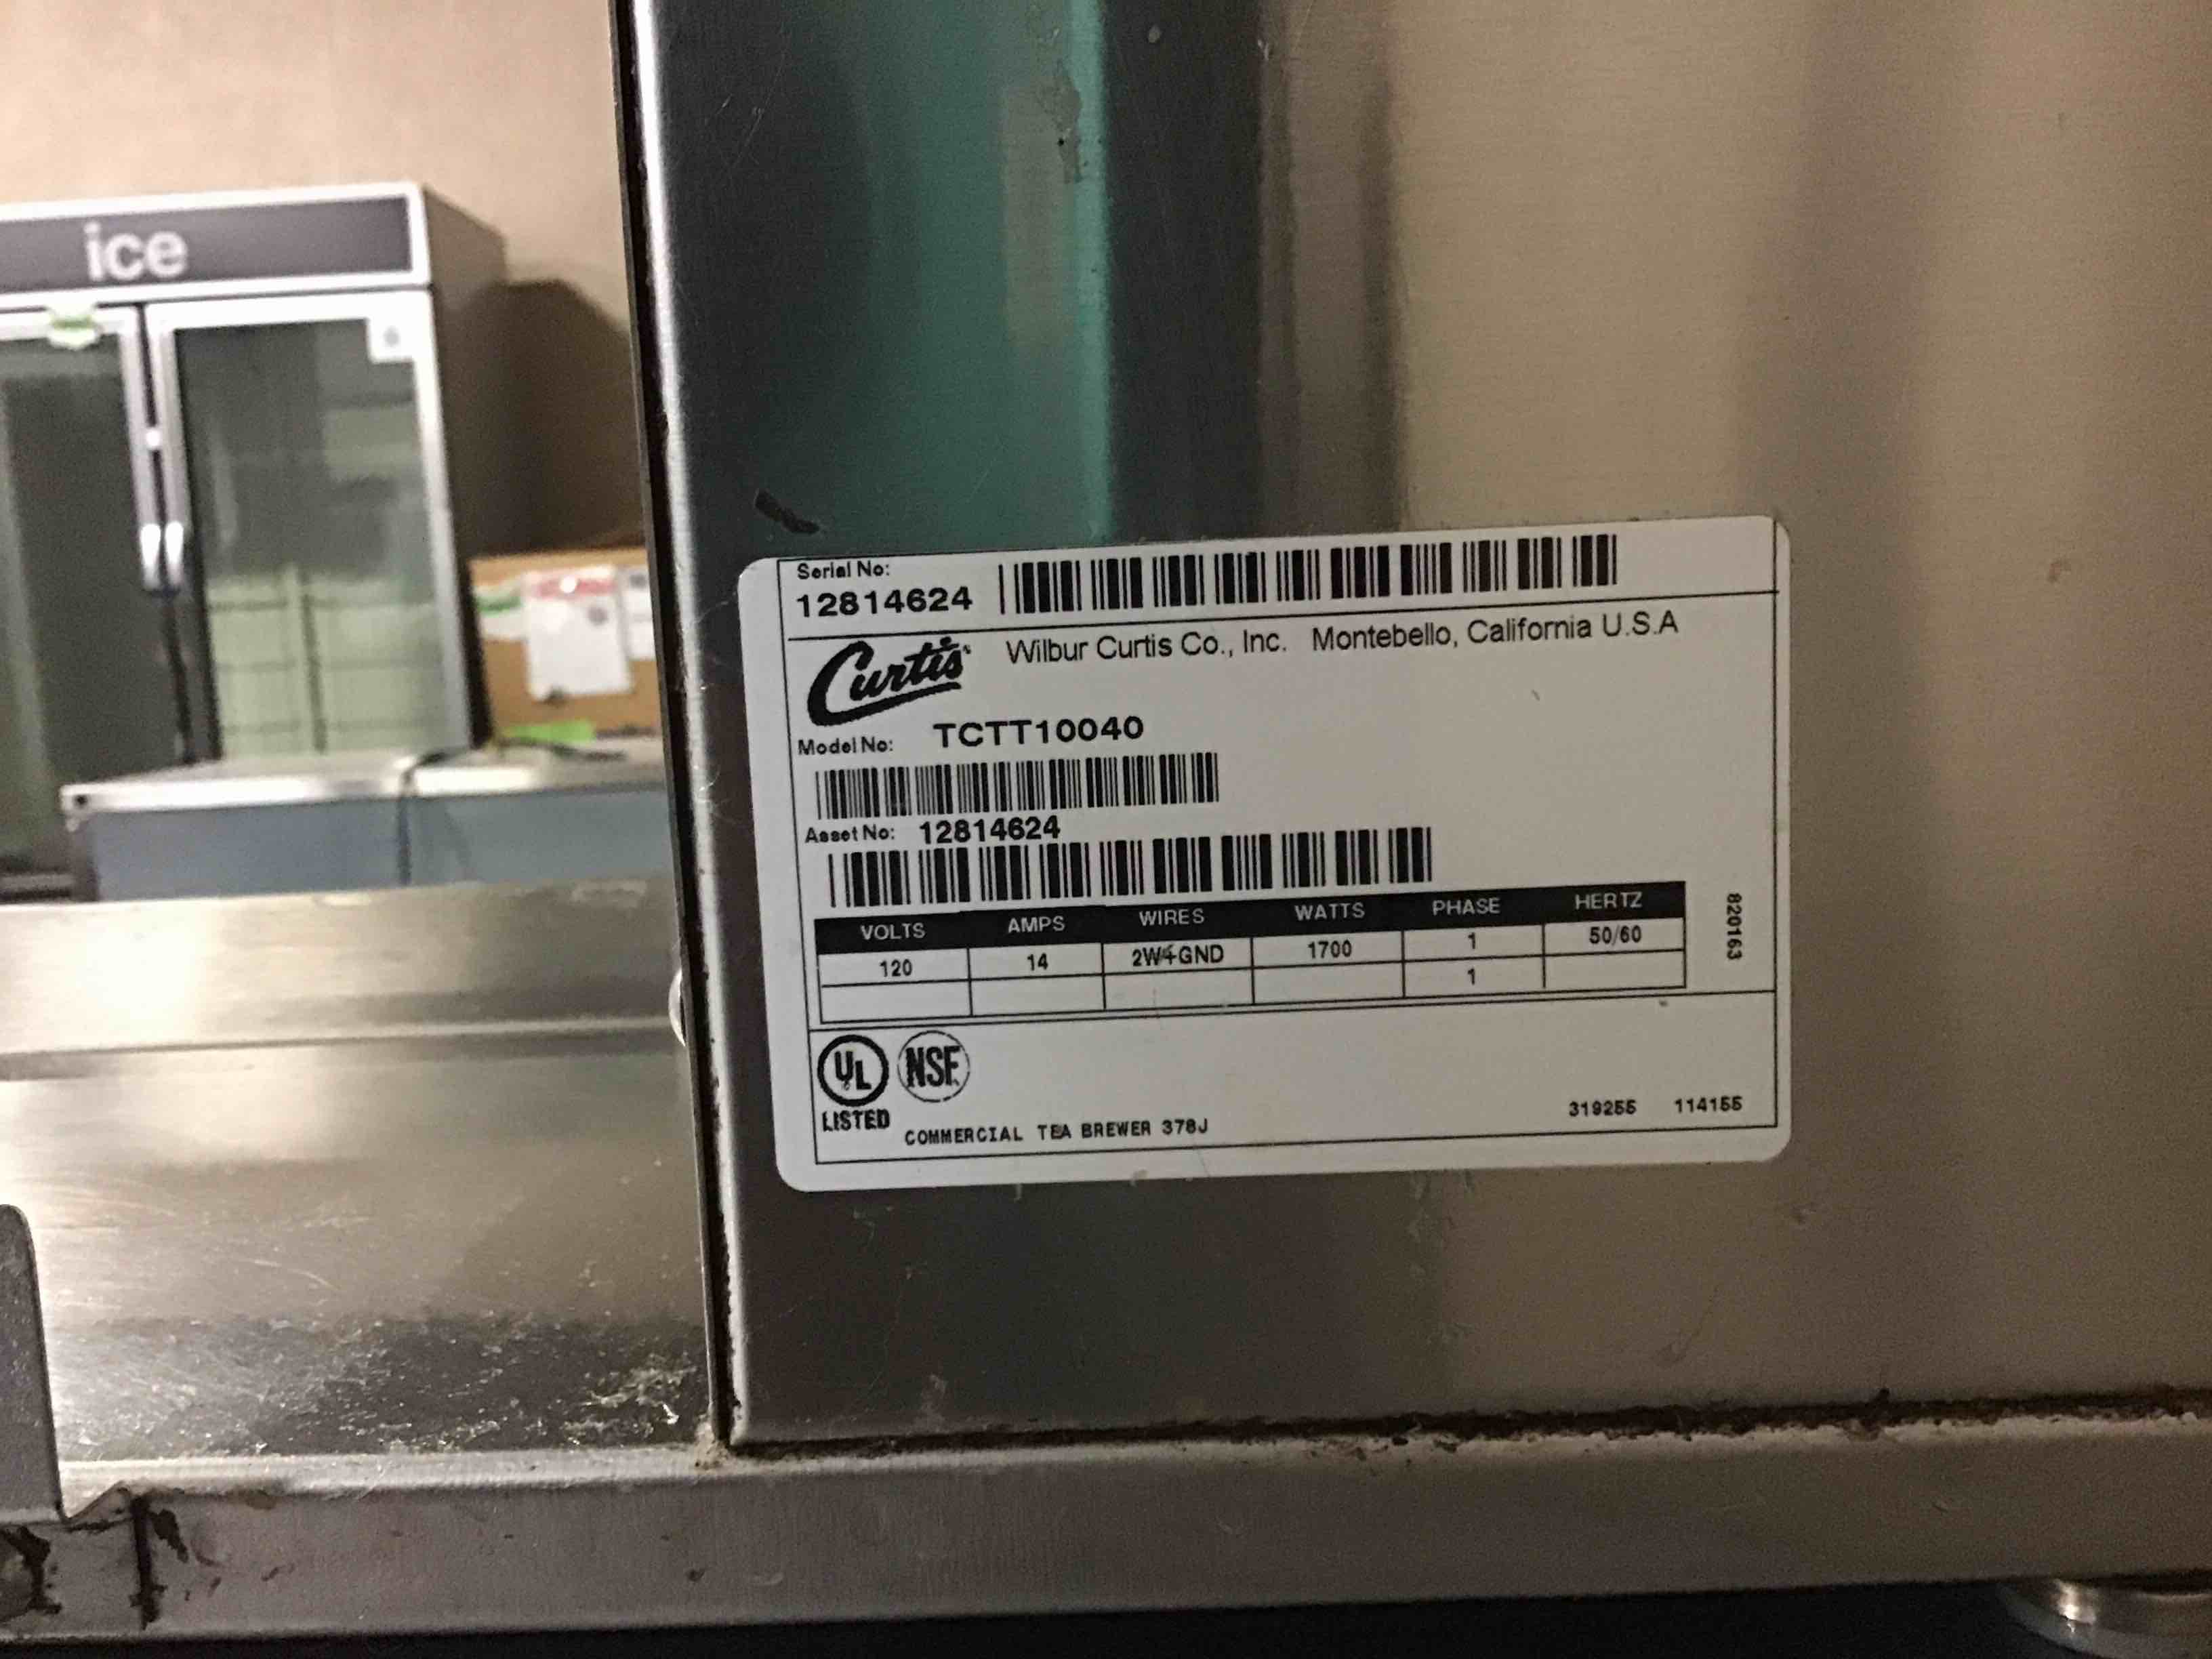 ice
Serial No:
12814624
Curtis
Wilbur Curtis Co., Inc. Montebello, California U.S.A
Model No: TCTT10040
Asset No: 12814624
VOLTS AMPS WIRES WATTS PHASE HERTZ
120 14 2W+GND 1700 1 50/60
1
820163
UL NSF
LISTED
COMMERCIAL TEA BREWER 378J
319255 114155